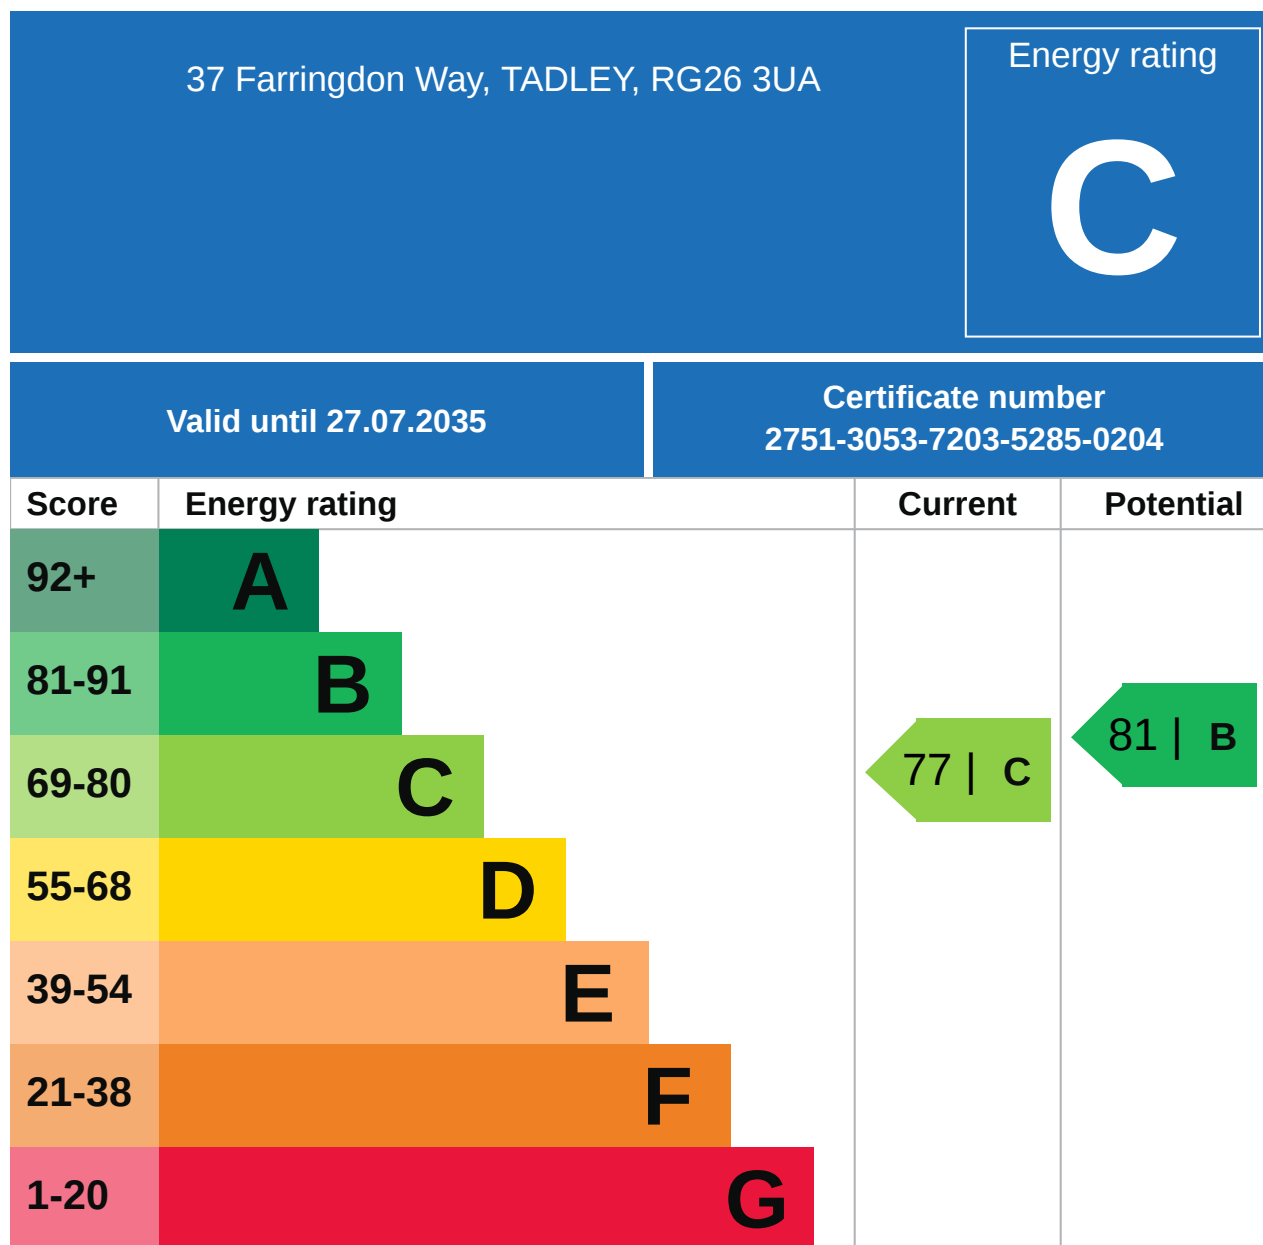 37 Farringdon Way, TADLEY, RG26 3UA
Energy rating
C
Valid until 27.07.2035
Certificate number
2751-3053-7203-5285-0204
Score
Energy rating
Current
Potential
92+
A
81-91
B
69-80
C
77 | C
81 | B
55-68
D
39-54
E
21-38
F
1-20
G